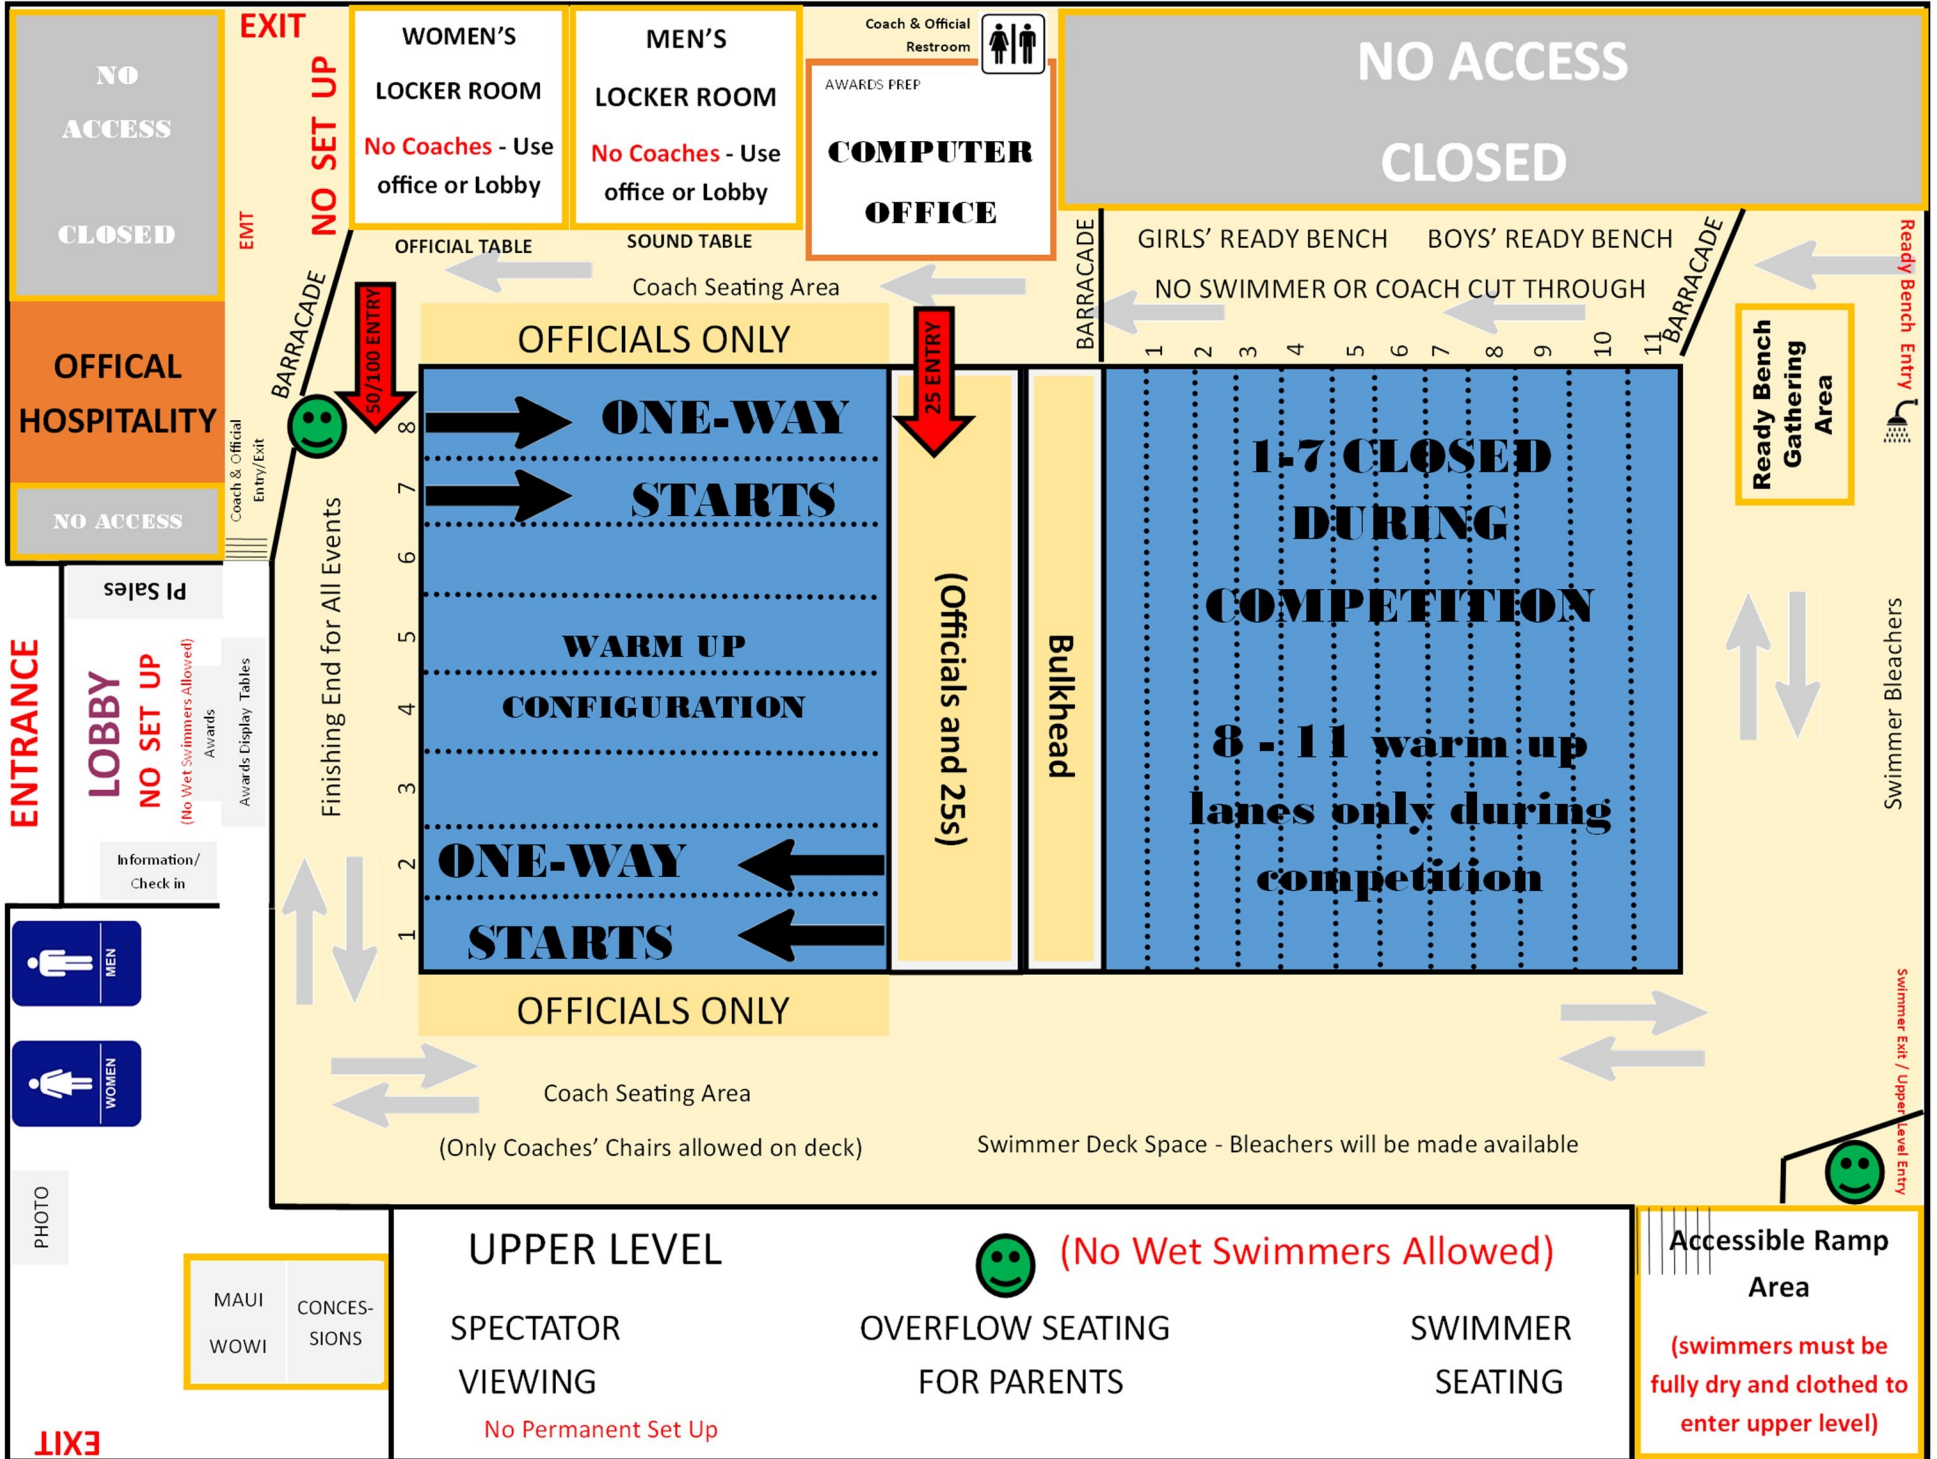 NO
ACCESS
CLOSED
EXIT
NO SET UP
EMT
WOMEN'S
LOCKER ROOM
No Coaches - Use
office or Lobby
MEN'S
LOCKER ROOM
No Coaches - Use
office or Lobby
Coach & Official
Restroom
AWARDS PREP
COMPUTER
OFFICE
NO ACCESS
CLOSED
OFFICAL
HOSPITALITY
NO ACCESS
Coach & Official
Entry/Exit
BARRACADE
OFFICIAL TABLE
SOUND TABLE
Coach Seating Area
50/100 ENTRY
OFFICIALS ONLY
25 ENTRY
BARRACADE
GIRLS' READY BENCH
BOYS' READY BENCH
NO SWIMMER OR COACH CUT THROUGH
BARRACADE
Ready Bench Entry
Ready Bench
Gathering
Area
1 2 3 4 5 6 7 8 9 10 11
8
7
6
5
4
3
2
1
ONE-WAY
STARTS
WARM UP
CONFIGURATION
ONE-WAY
STARTS
(Officials and 25s)
Bulkhead
1-7 CLOSED
DURING
COMPETITION
8 - 11 warm up
lanes only during
competition
Swimmer Bleachers
Finishing End for All Events
PI Sales
ENTRANCE
LOBBY
NO SET UP
(No Wet Swimmers Allowed)
Awards
Awards Display Tables
Information/
Check in
MEN
WOMEN
PHOTO
MAUI
WOWI
CONCES-
SIONS
EXIT
OFFICIALS ONLY
Coach Seating Area
(Only Coaches' Chairs allowed on deck)
Swimmer Deck Space - Bleachers will be made available
Swimmer Exit / Upper Level Entry
UPPER LEVEL
(No Wet Swimmers Allowed)
SPECTATOR
VIEWING
No Permanent Set Up
OVERFLOW SEATING
FOR PARENTS
SWIMMER
SEATING
Accessible Ramp
Area
(swimmers must be
fully dry and clothed to
enter upper level)